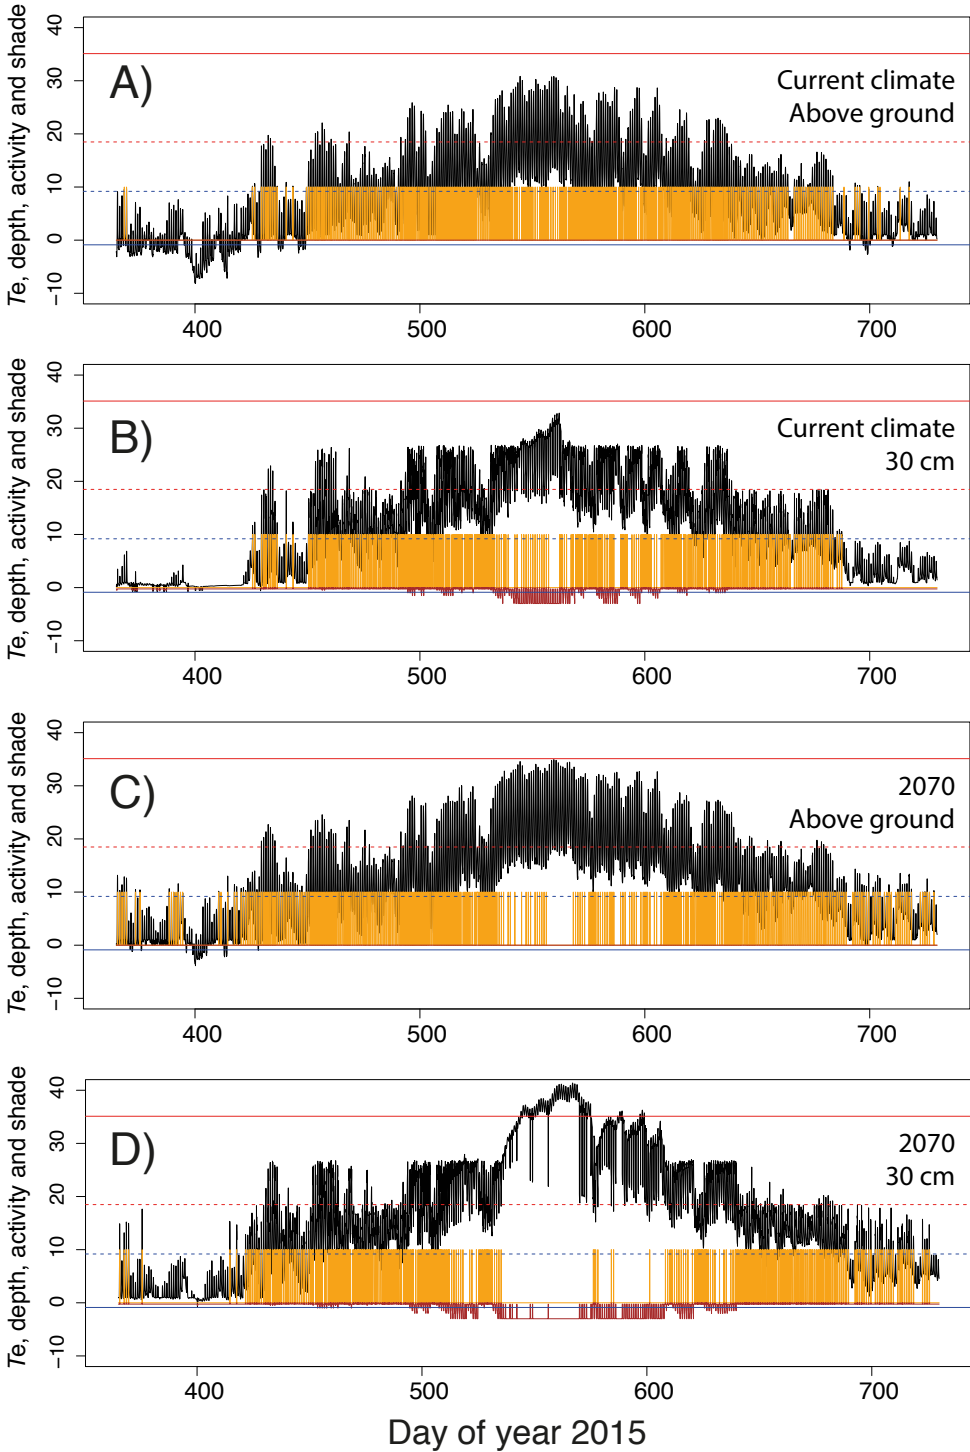 Te, depth, activity and shade
40
30
20
10
0
−10
A)
Current climate
Above ground
400
500
600
700
Te, depth, activity and shade
40
30
20
10
0
−10
B)
Current climate
30 cm
400
500
600
700
Te, depth, activity and shade
40
30
20
10
0
−10
C)
2070
Above ground
400
500
600
700
Te, depth, activity and shade
40
30
20
10
0
−10
D)
2070
30 cm
400
500
600
700
Day of year 2015